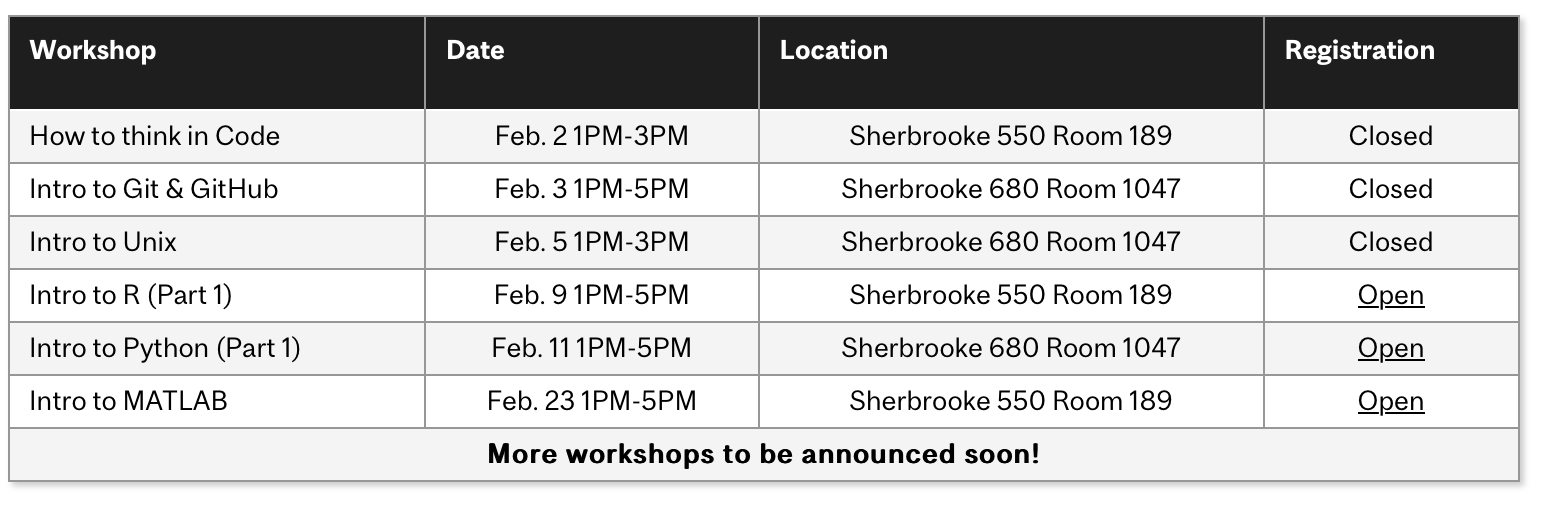 Workshop Date Location Registration
How to think in Code Feb. 2 1PM-3PM Sherbrooke 550 Room 189 Closed
Intro to Git & GitHub Feb. 3 1PM-5PM Sherbrooke 680 Room 1047 Closed
Intro to Unix Feb. 5 1PM-3PM Sherbrooke 680 Room 1047 Closed
Intro to R (Part 1) Feb. 9 1PM-5PM Sherbrooke 550 Room 189 Open
Intro to Python (Part 1) Feb. 11 1PM-5PM Sherbrooke 680 Room 1047 Open
Intro to MATLAB Feb. 23 1PM-5PM Sherbrooke 550 Room 189 Open
More workshops to be announced soon!